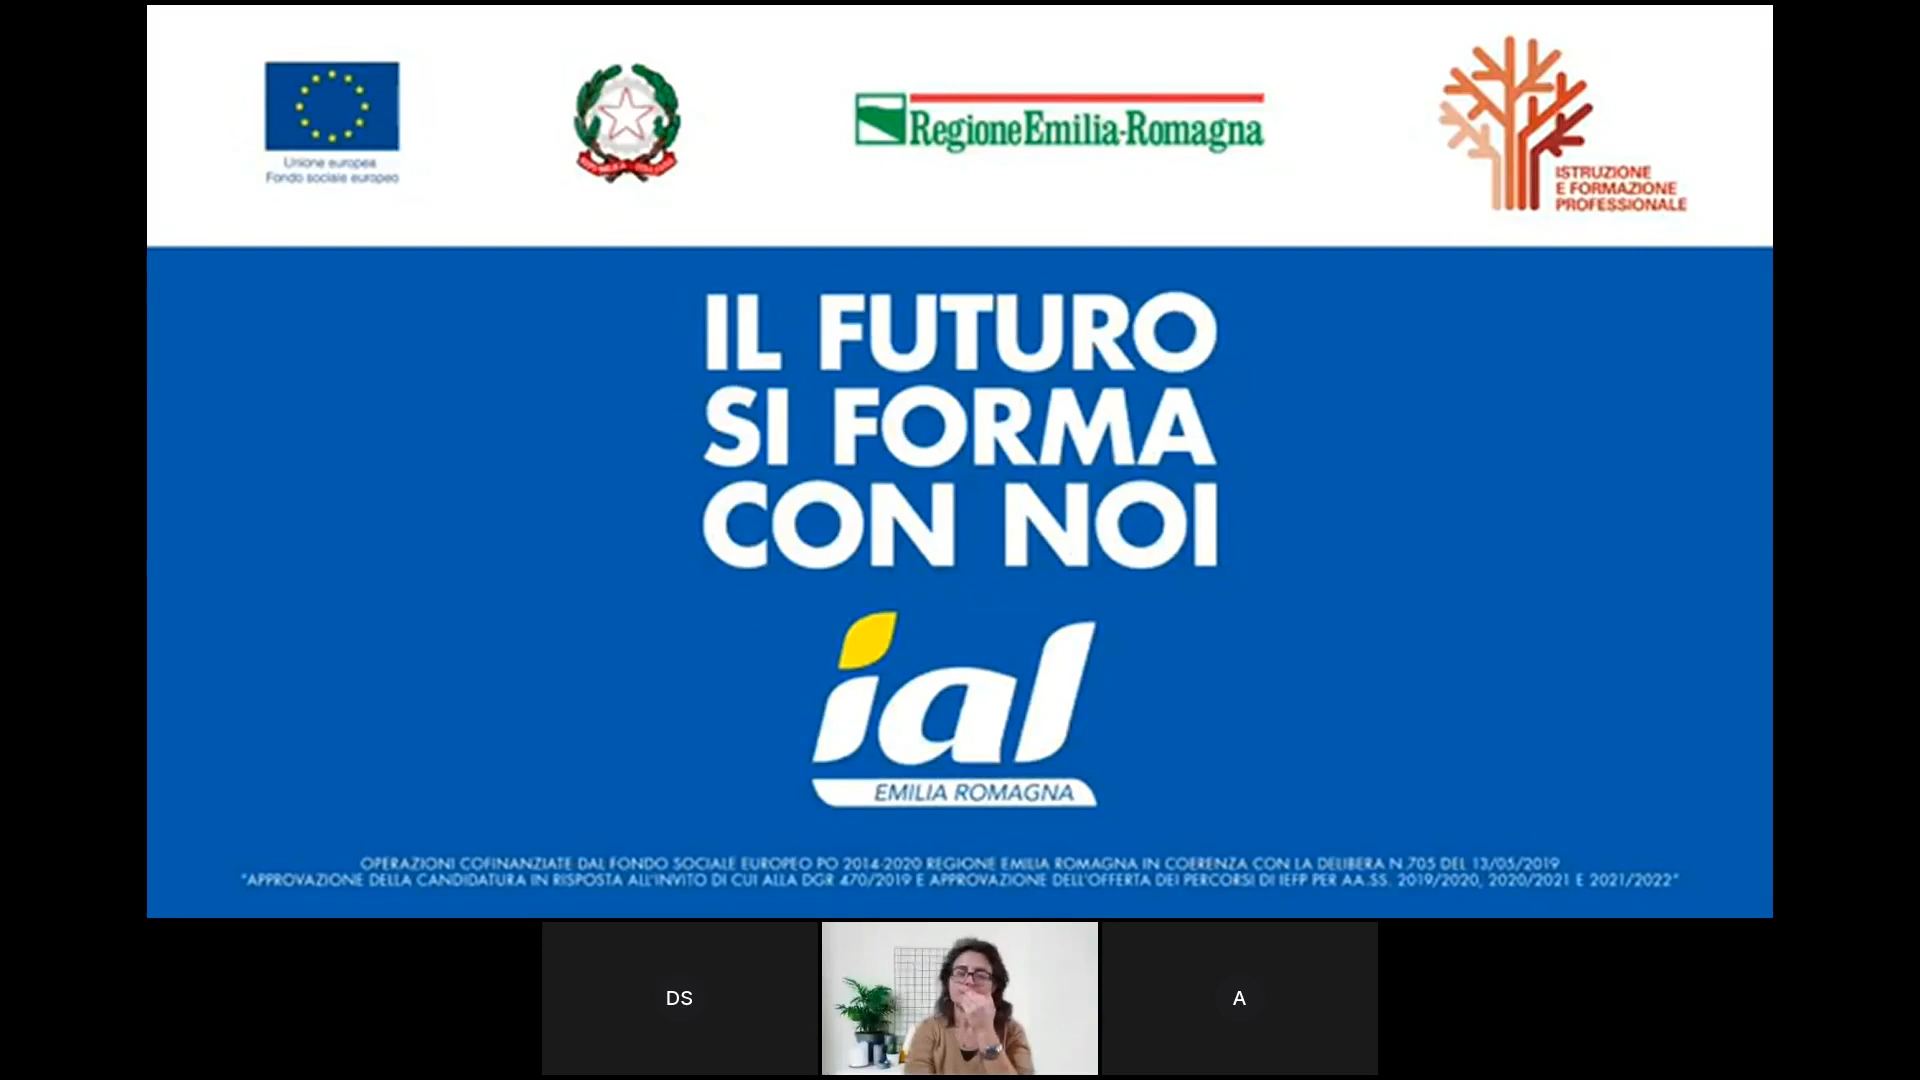 Unione europea
Fondo sociale europeo
RegioneEmilia-Romagna
ISTRUZIONE
E FORMAZIONE
PROFESSIONALE
IL FUTURO
SI FORMA
CON NOI
ial
EMILIA ROMAGNA
OPERAZIONI COFINANZIATE DAL FONDO SOCIALE EUROPEO PO 2014-2020 REGIONE EMILIA ROMAGNA IN COERENZA CON LA DELIBERA N.705 DEL 13/05/2019
"APPROVAZIONE DELLA CANDIDATURA IN RISPOSTA ALL'INVITO DI CUI ALLA DGR 470/2019 E APPROVAZIONE DELL'OFFERTA DEI PERCORSI DI IEFP PER AA.SS. 2019/2020, 2020/2021 E 2021/2022"
DS
A